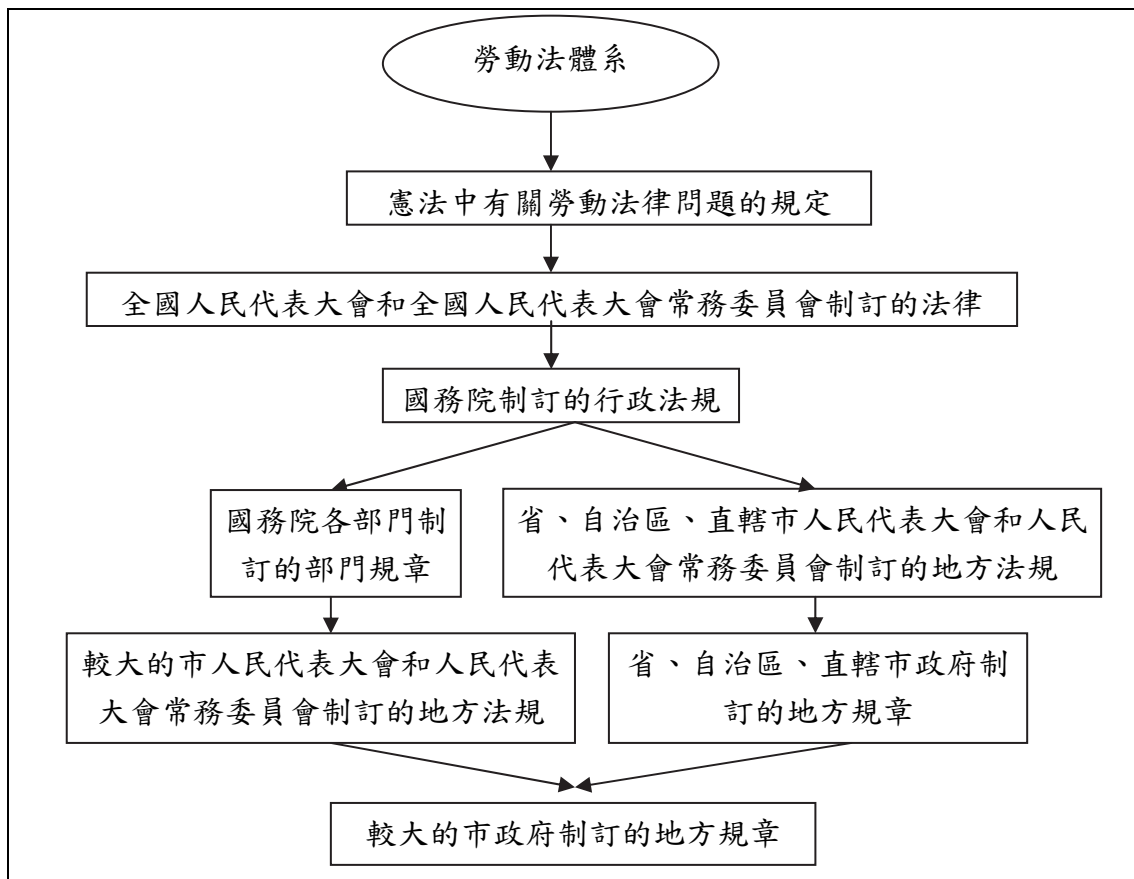 勞動法體系
憲法中有關勞動法律問題的規定
全國人民代表大會和全國人民代表大會常務委員會制訂的法律
國務院制訂的行政法規
國務院各部門制
訂的部門規章
省、自治區、直轄市人民代表大會和人民
代表大會常務委員會制訂的地方法規
較大的市人民代表大會和人民代表
大會常務委員會制訂的地方法規
省、自治區、直轄市政府制
訂的地方規章
較大的市政府制訂的地方規章